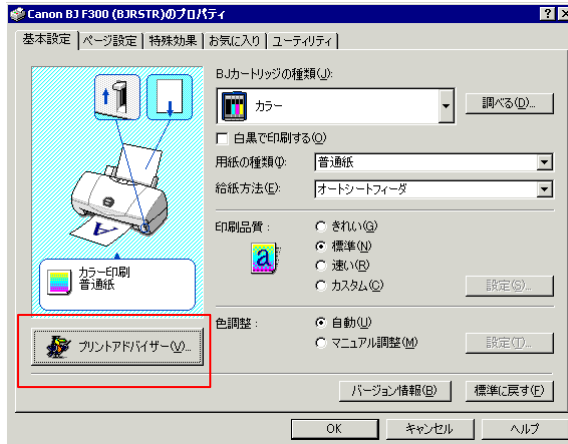 Canon BJ F300 (BJRSTR)のプロパティ
基本設定 ページ設定 特殊効果 お気に入り ユーティリティ
BJカートリッジの種類(J):
カラー
調べる(D)...
白黒で印刷する(O)
用紙の種類(I):
普通紙
給紙方法(E):
オートシートフィーダ
印刷品質：
きれい(G)
標準(N)
速い(R)
カスタム(C)
設定(S)...
a
A
カラー印刷
普通紙
プリントアドバイザー(V)...
色調整：
自動(U)
マニュアル調整(M)
設定(T)...
バージョン情報(B)
標準に戻す(F)
OK
キャンセル
ヘルプ